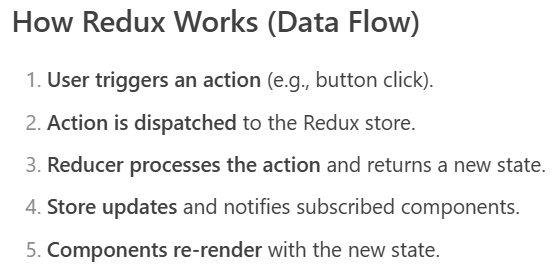 How Redux Works (Data Flow)
1. User triggers an action (e.g., button click).
2. Action is dispatched to the Redux store.
3. Reducer processes the action and returns a new state.
4. Store updates and notifies subscribed components.
5. Components re-render with the new state.